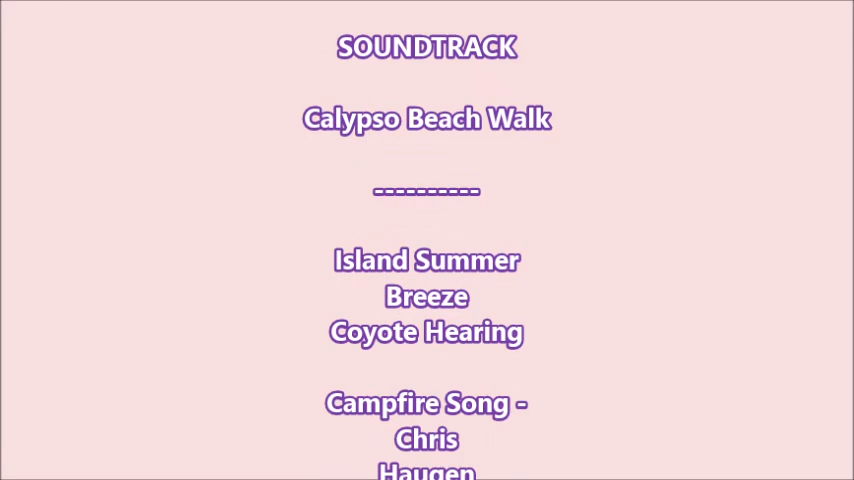 SOUNDTRACK
Calypso Beach Walk
----------
Island Summer
Breeze
Coyote Hearing
Campfire Song -
Chris
Haugen